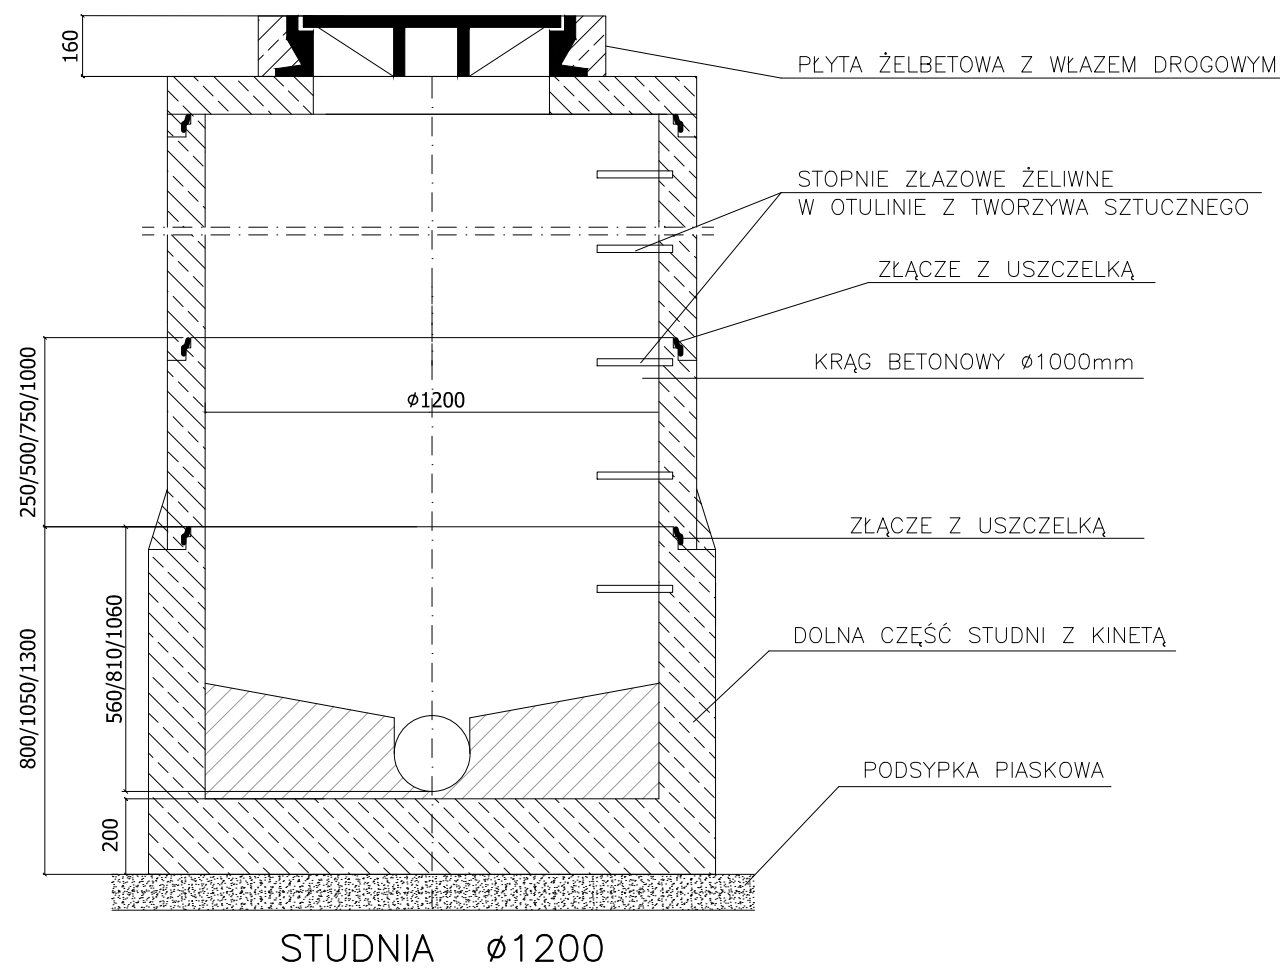 160
PŁYTA ŻELBETOWA Z WŁAZEM DROGOWYM
STOPNIE ZŁAZOWE ŻELIWNE
W OTULINIE Z TWORZYWA SZTUCZNEGO
ZŁĄCZE Z USZCZELKĄ
KRĄG BETONOWY ø1000mm
250/500/750/1000
ø1200
ZŁĄCZE Z USZCZELKĄ
DOLNA CZĘŚĆ STUDNI Z KINETĄ
800/1050/1300
560/810/1060
PODSYPKA PIASKOWA
200
STUDNIA ø1200